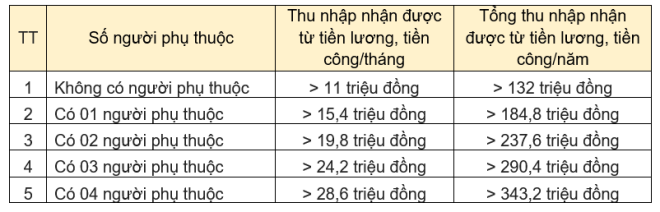 TT
Số người phụ thuộc
Thu nhập nhận được
từ tiền lương, tiền
công/tháng
Tổng thu nhập nhận
được từ tiền lương, tiền
công/năm
1 Không có người phụ thuộc > 11 triệu đồng > 132 triệu đồng
2 Có 01 người phụ thuộc > 15,4 triệu đồng > 184,8 triệu đồng
3 Có 02 người phụ thuộc > 19,8 triệu đồng > 237,6 triệu đồng
4 Có 03 người phụ thuộc > 24,2 triệu đồng > 290,4 triệu đồng
5 Có 04 người phụ thuộc > 28,6 triệu đồng > 343,2 triệu đồng